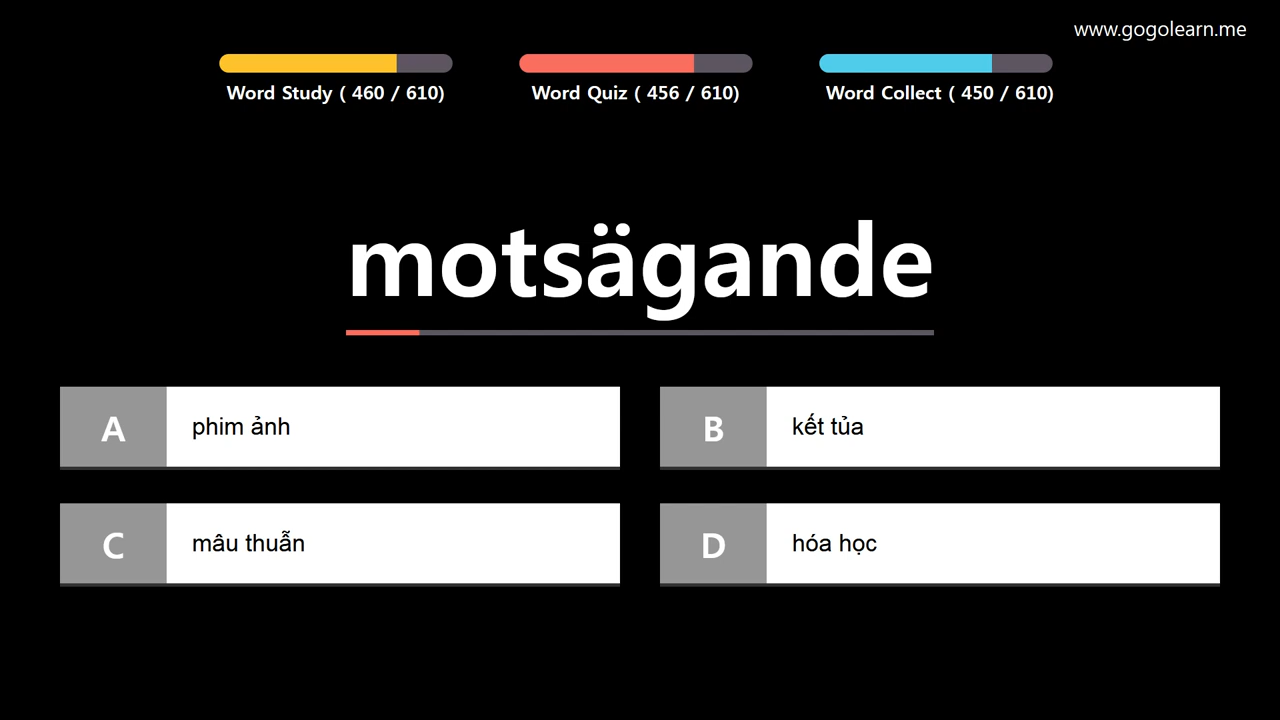 www.gogolearn.me
Word Study ( 460 / 610)
Word Quiz ( 456 / 610)
Word Collect ( 450 / 610)
motsägande
A
phim ảnh
B
kết tủa
C
mâu thuẫn
D
hóa học